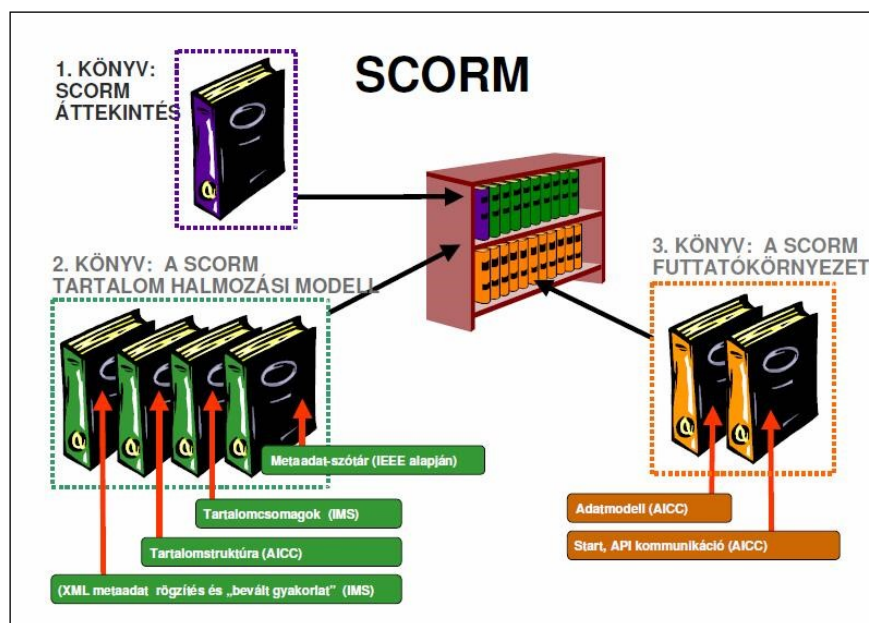 1. KÖNYV:
SCORM
ÁTTEKINTÉS
SCORM
2. KÖNYV: A SCORM
TARTALOM HALMOZÁSI MODELL
3. KÖNYV: A SCORM
FUTTATÓKÖRNYEZET
Metaadat-szótár (IEEE alapján)
Tartalomcsomagok (IMS)
Tartalomstruktúra (AICC)
(XML metaadat rögzítés és „bevált gyakorlat” (IMS)
Adatmodell (AICC)
Start, API kommunikáció (AICC)